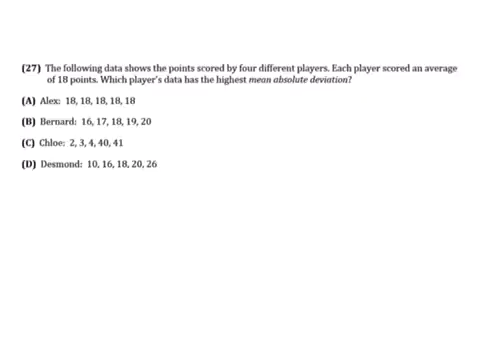 (27) The following data shows the points scored by four different players. Each player scored an average
of 18 points. Which player's data has the highest mean absolute deviation?
(A) Alex: 18, 18, 18, 18, 18
(B) Bernard: 16, 17, 18, 19, 20
(C) Chloe: 2, 3, 4, 40, 41
(D) Desmond: 10, 16, 18, 20, 26